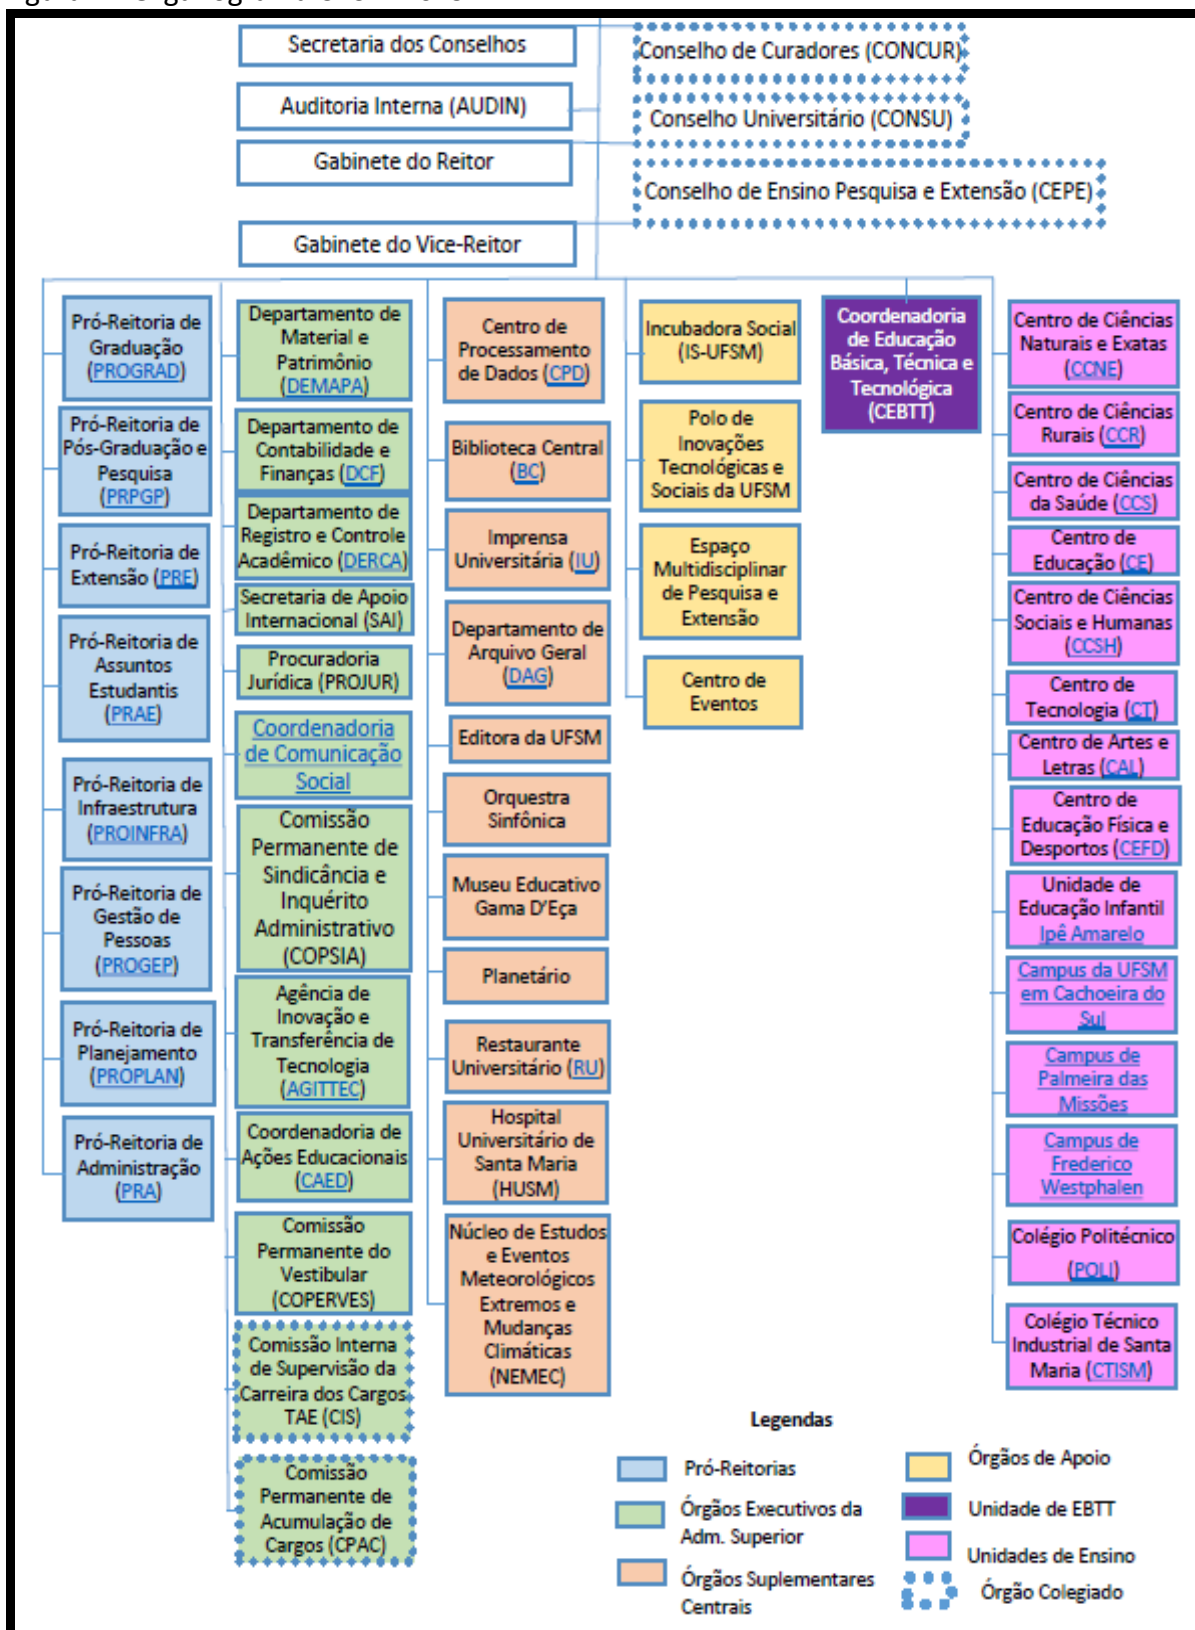 Secretaria dos Conselhos
Auditoria Interna (AUDIN)
Gabinete do Reitor
Gabinete do Vice-Reitor
Conselho de Curadores (CONCUR)
Conselho Universitário (CONSU)
Conselho de Ensino Pesquisa e Extensão (CEPE)
Pró-Reitoria de
Graduação
(PROGRAD)
Pró-Reitoria de
Pós-Graduação e
Pesquisa
(PRPGP)
Pró-Reitoria de
Extensão (PRE)
Pró-Reitoria de
Assuntos
Estudantis
(PRAE)
Pró-Reitoria de
Infraestrutura
(PROINFRA)
Pró-Reitoria de
Gestão de
Pessoas
(PROGEP)
Pró-Reitoria de
Planejamento
(PROPLAN)
Pró-Reitoria de
Administração
(PRA)
Departamento de
Material e
Patrimônio
(DEMAPA)
Departamento de
Contabilidade e
Finanças (DCF)
Departamento de
Registro e Controle
Acadêmico (DERCA)
Secretaria de Apoio
Internacional (SAI)
Procuradoria
Jurídica (PROJUR)
Coordenadoria
de Comunicação
Social
Comissão
Permanente de
Sindicância e
Inquérito
Administrativo
(COPSIA)
Agência de
Inovação e
Transferência de
Tecnologia
(AGITTEC)
Coordenadoria de
Ações Educacionais
(CAED)
Comissão
Permanente do
Vestibular
(COPERVES)
Comissão Interna
de Supervisão da
Carreira dos Cargos
TAE (CIS)
Comissão
Permanente de
Acumulação de
Cargos (CPAC)
Centro de
Processamento
de Dados (CPD)
Biblioteca Central
(BC)
Imprensa
Universitária (IU)
Departamento de
Arquivo Geral
(DAG)
Editora da UFSM
Orquestra
Sinfônica
Museu Educativo
Gama D'Eça
Planetário
Restaurante
Universitário (RU)
Hospital
Universitário de
Santa Maria
(HUSM)
Núcleo de Estudos
e Eventos
Meteorológicos
Extremos e
Mudanças
Climáticas
(NEMEC)
Incubadora Social
(IS-UFSM)
Polo de
Inovações
Tecnológicas e
Sociais da UFSM
Espaço
Multidisciplinar
de Pesquisa e
Extensão
Centro de
Eventos
Coordenadoria
de Educação
Básica, Técnica e
Tecnológica
(CEBTT)
Centro de Ciências
Naturais e Exatas
(CCNE)
Centro de Ciências
Rurais (CCR)
Centro de Ciências
da Saúde (CCS)
Centro de
Educação (CE)
Centro de Ciências
Sociais e Humanas
(CCSH)
Centro de
Tecnologia (CT)
Centro de Artes e
Letras (CAL)
Centro de
Educação Física e
Desportos (CEFD)
Unidade de
Educação Infantil
Ipê Amarelo
Campus da UFSM
em Cachoeira do
Sul
Campus de
Palmeira das
Missões
Campus de
Frederico
Westphalen
Colégio Politécnico
(POLI)
Colégio Técnico
Industrial de Santa
Maria (CTISM)
Legendas
Pró-Reitorias
Órgãos Executivos da
Adm. Superior
Órgãos Suplementares
Centrais
Órgãos de Apoio
Unidade de EBTT
Unidades de Ensino
Órgão Colegiado